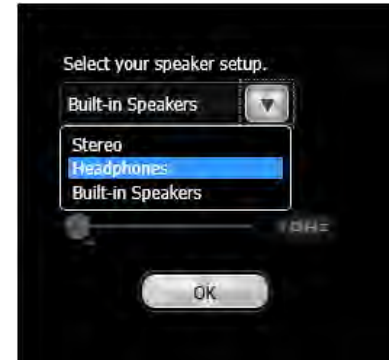 Select your speaker setup.
Built-in Speakers
Stereo
Headphones
Built-in Speakers
OK